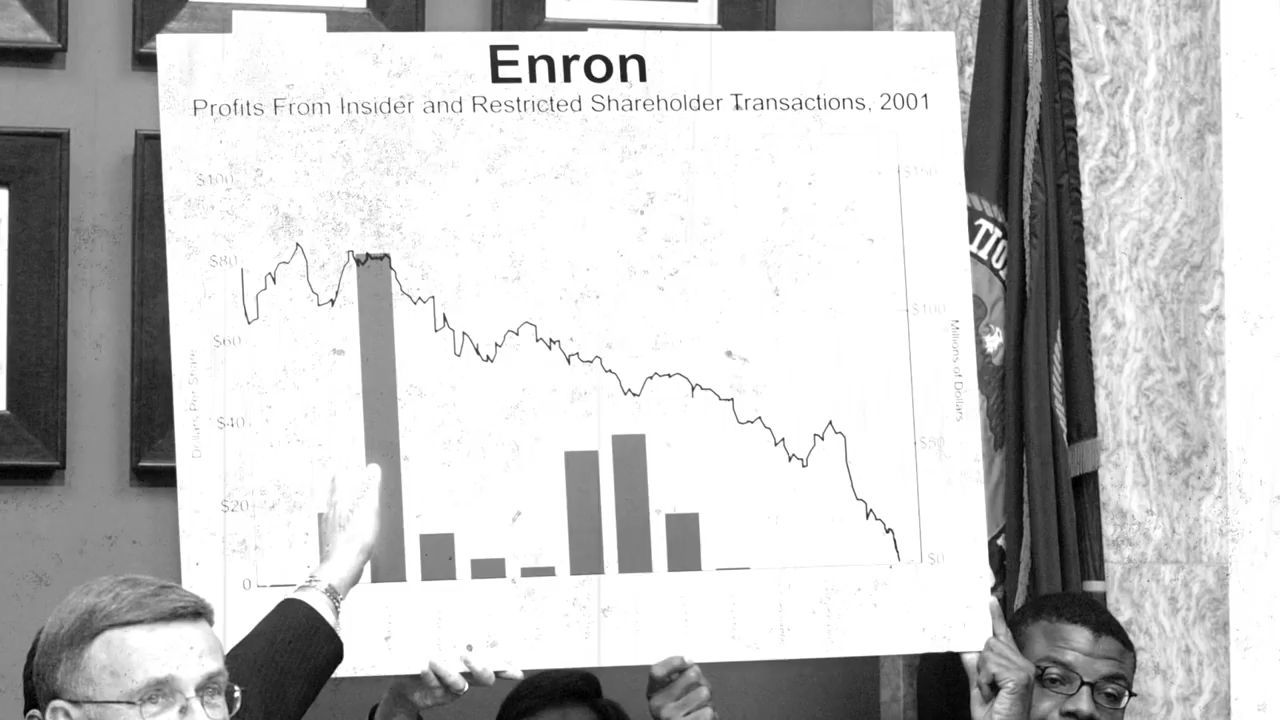 Enron
Profits From Insider and Restricted Shareholder Transactions, 2001
$100
$150
$80
$100
$60
$40
$50
$20
0
$0
Dollars Per Share
Millions of Dollars
TIO